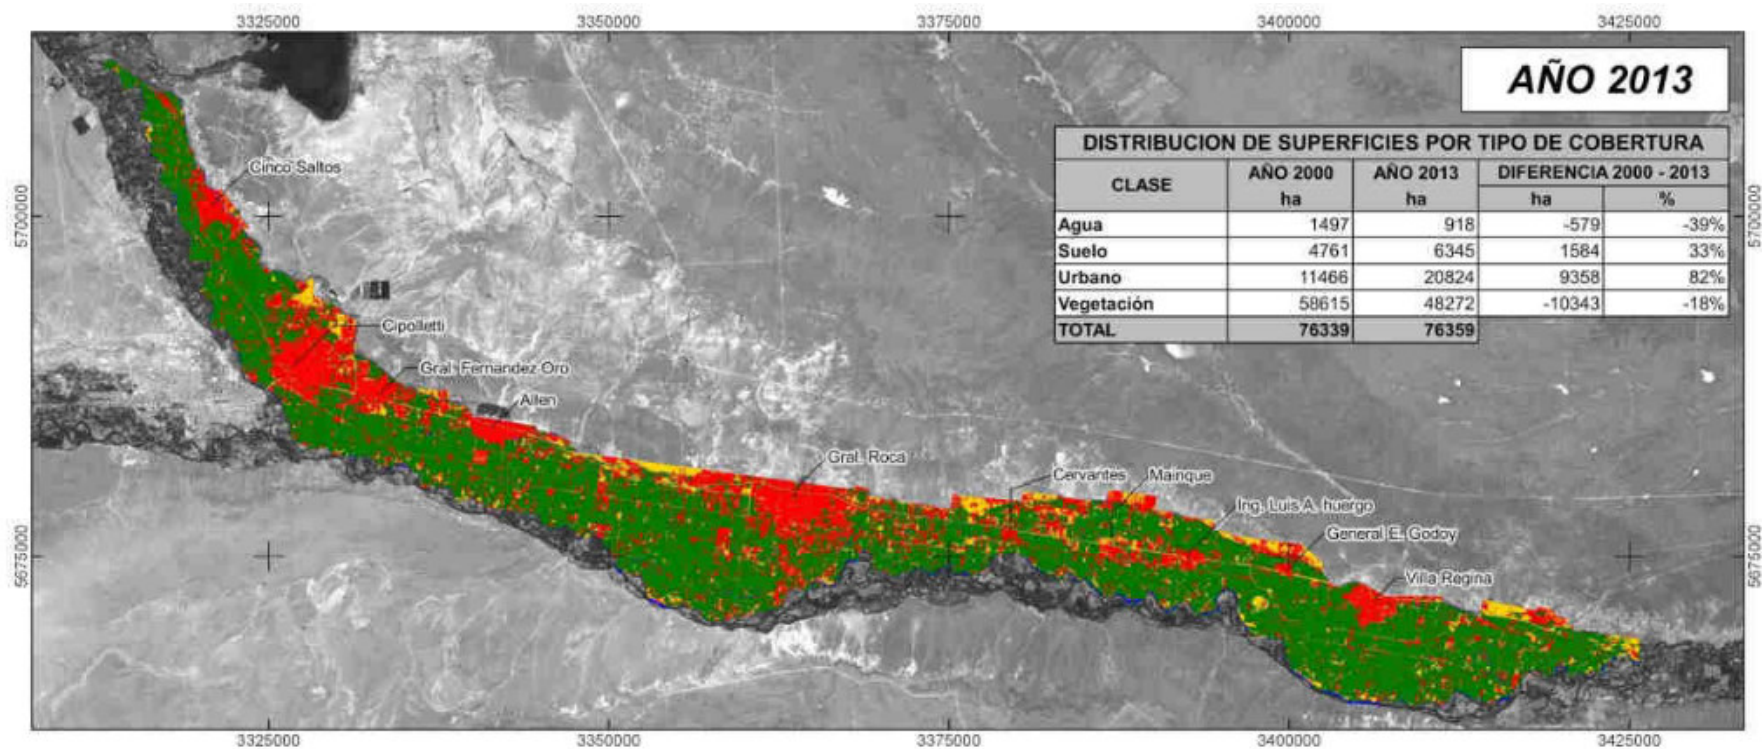 3325000 3350000 3375000 3400000 3425000
AÑO 2013
DISTRIBUCION DE SUPERFICIES POR TIPO DE COBERTURA
CLASE AÑO 2000 AÑO 2013 DIFERENCIA 2000 - 2013
ha ha ha %
Agua 1497 918 -579 -39%
Suelo 4761 6345 1584 33%
Urbano 11466 20824 9358 82%
Vegetación 58615 48272 -10343 -18%
TOTAL 76339 76359
5700000 5700000
Cinco Saltos
Cipolletti
Gral. Fernandez Oro
Allen
Gral. Roca
Cervantes
Mainque
Ing. Luis A. huergo
General E. Godoy
Villa Regina
5675000 5675000
3325000 3350000 3375000 3400000 3425000